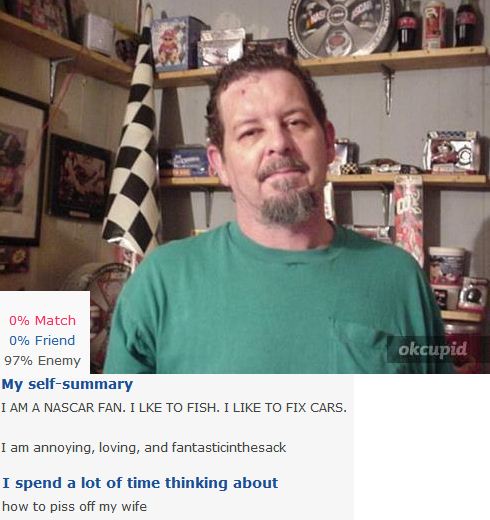 okcupid
0% Match
0% Friend
97% Enemy
My self-summary
I AM A NASCAR FAN. I LKE TO FISH. I LIKE TO FIX CARS.
I am annoying, loving, and fantasticinthesack
I spend a lot of time thinking about
how to piss off my wife